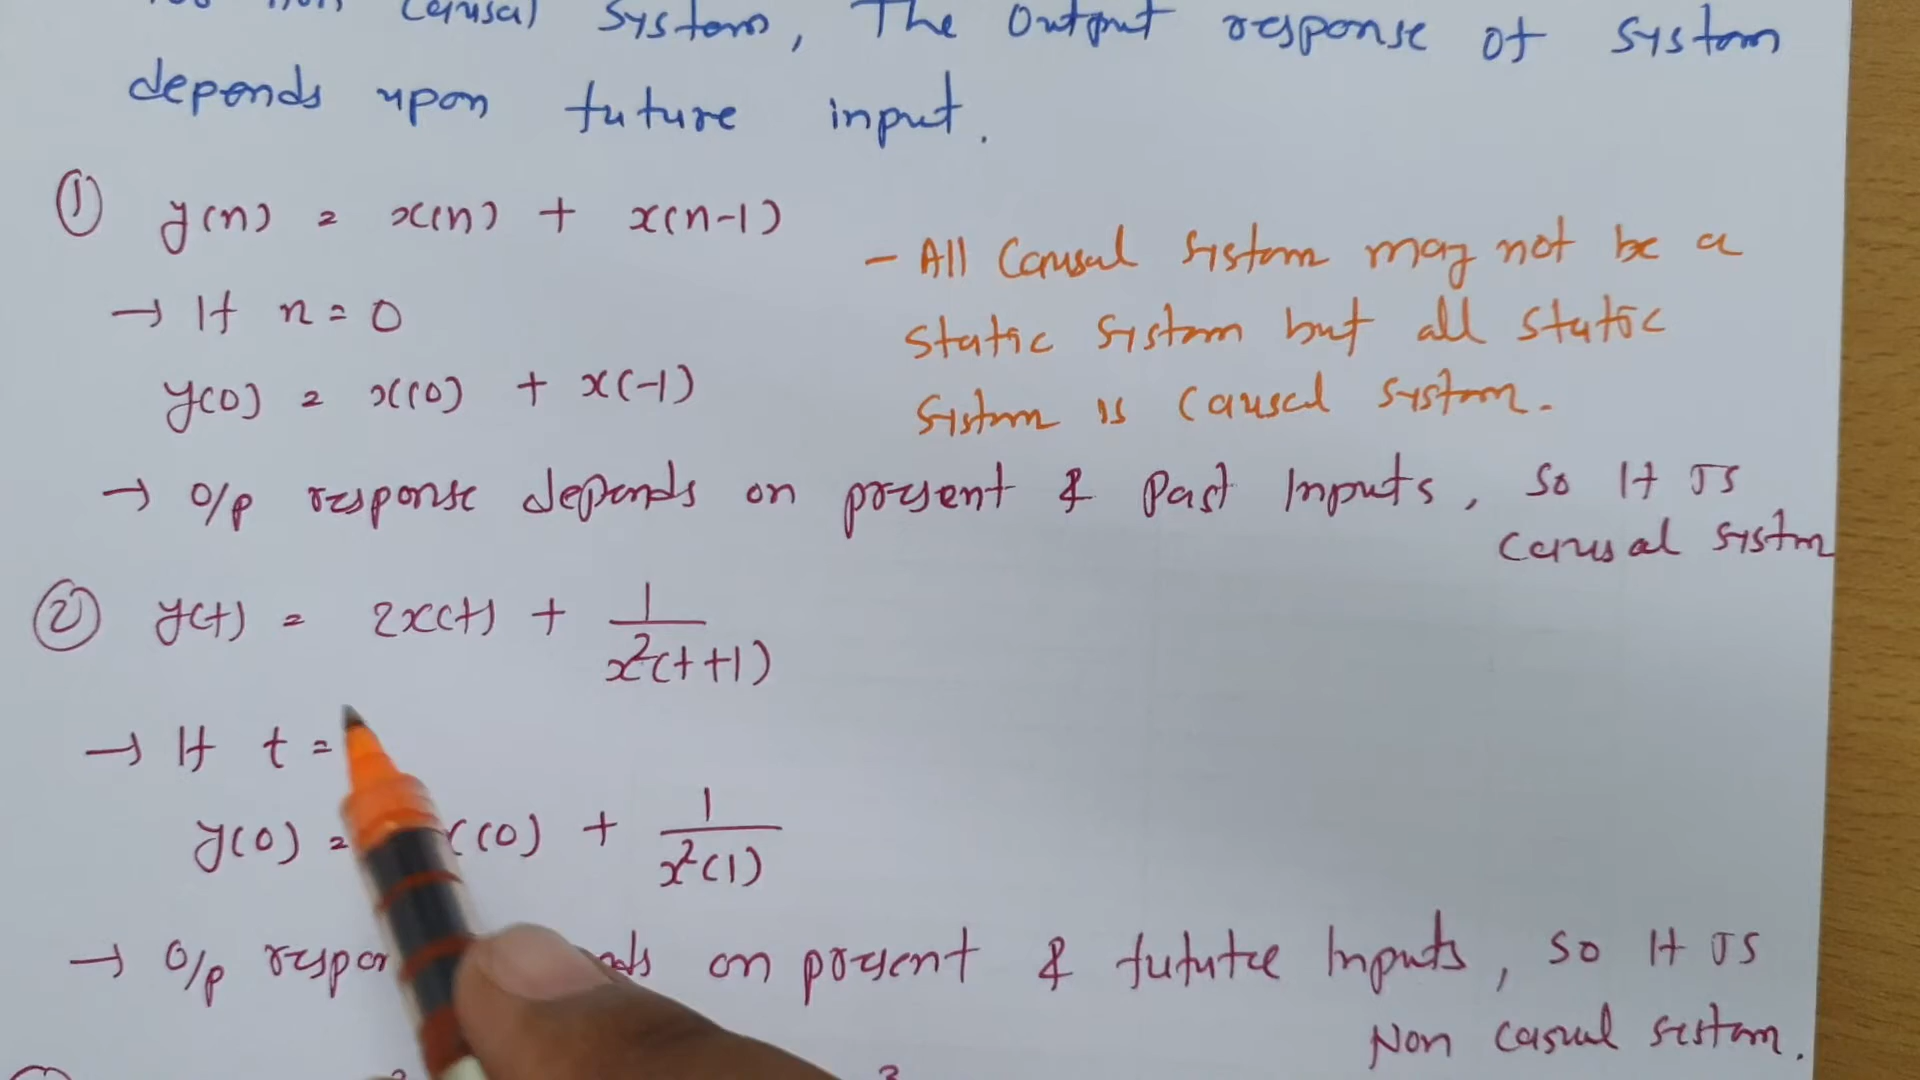 non Causal System, The Output response of System
depends upon future input.
① y(n) = x(n) + x(n-1)
- All Causal System may not be a
→ If n = 0
Static System but all static
y(0) = x(0) + x(-1)
System is Causal System.
→ O/p response depends on present & Past Inputs, So It Is
Causal System
② y(t) = 2x(t) + 1/x²(t+1)
→ If t =
y(0) = x(0) + 1/x²(1)
→ O/p respon on present & future Inputs, So It Is
Non Casual System.